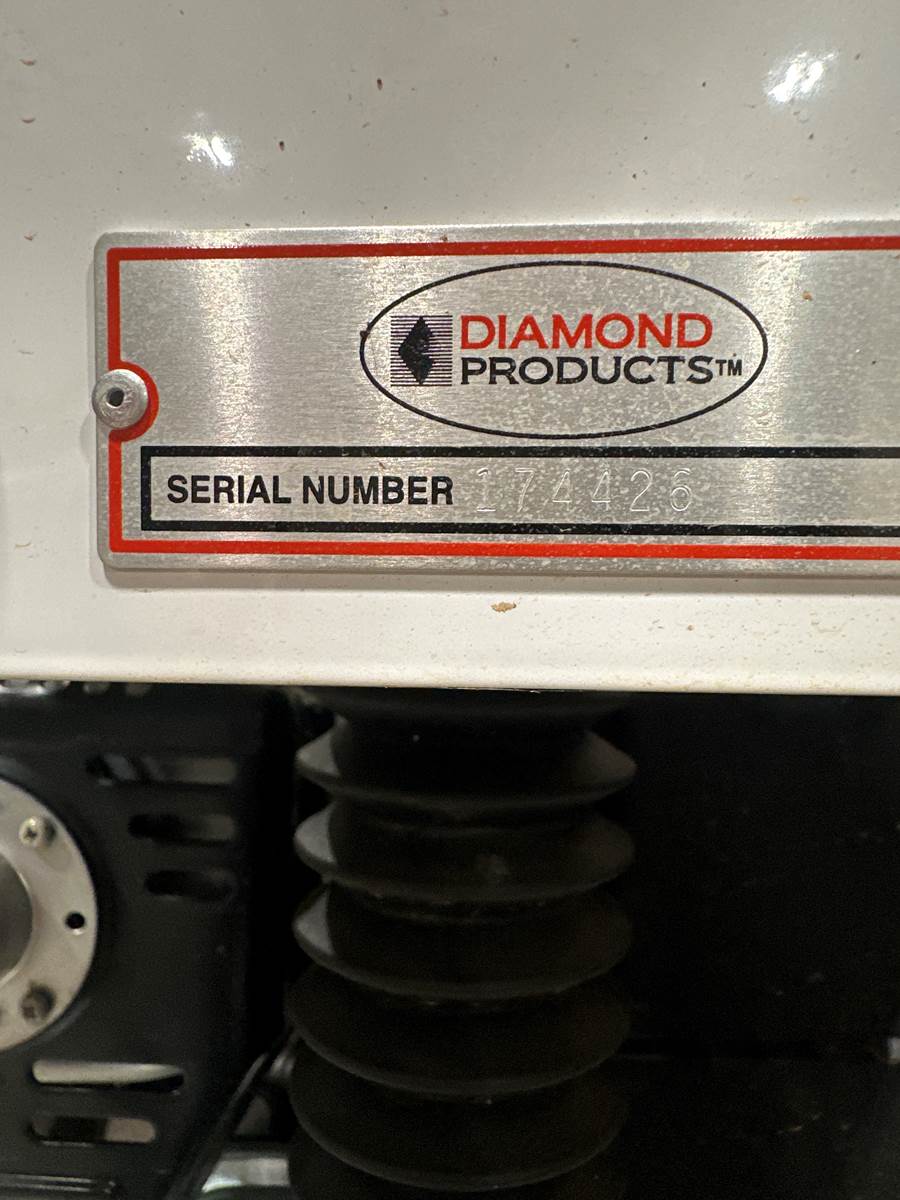 DIAMOND
PRODUCTS™
SERIAL NUMBER 174426